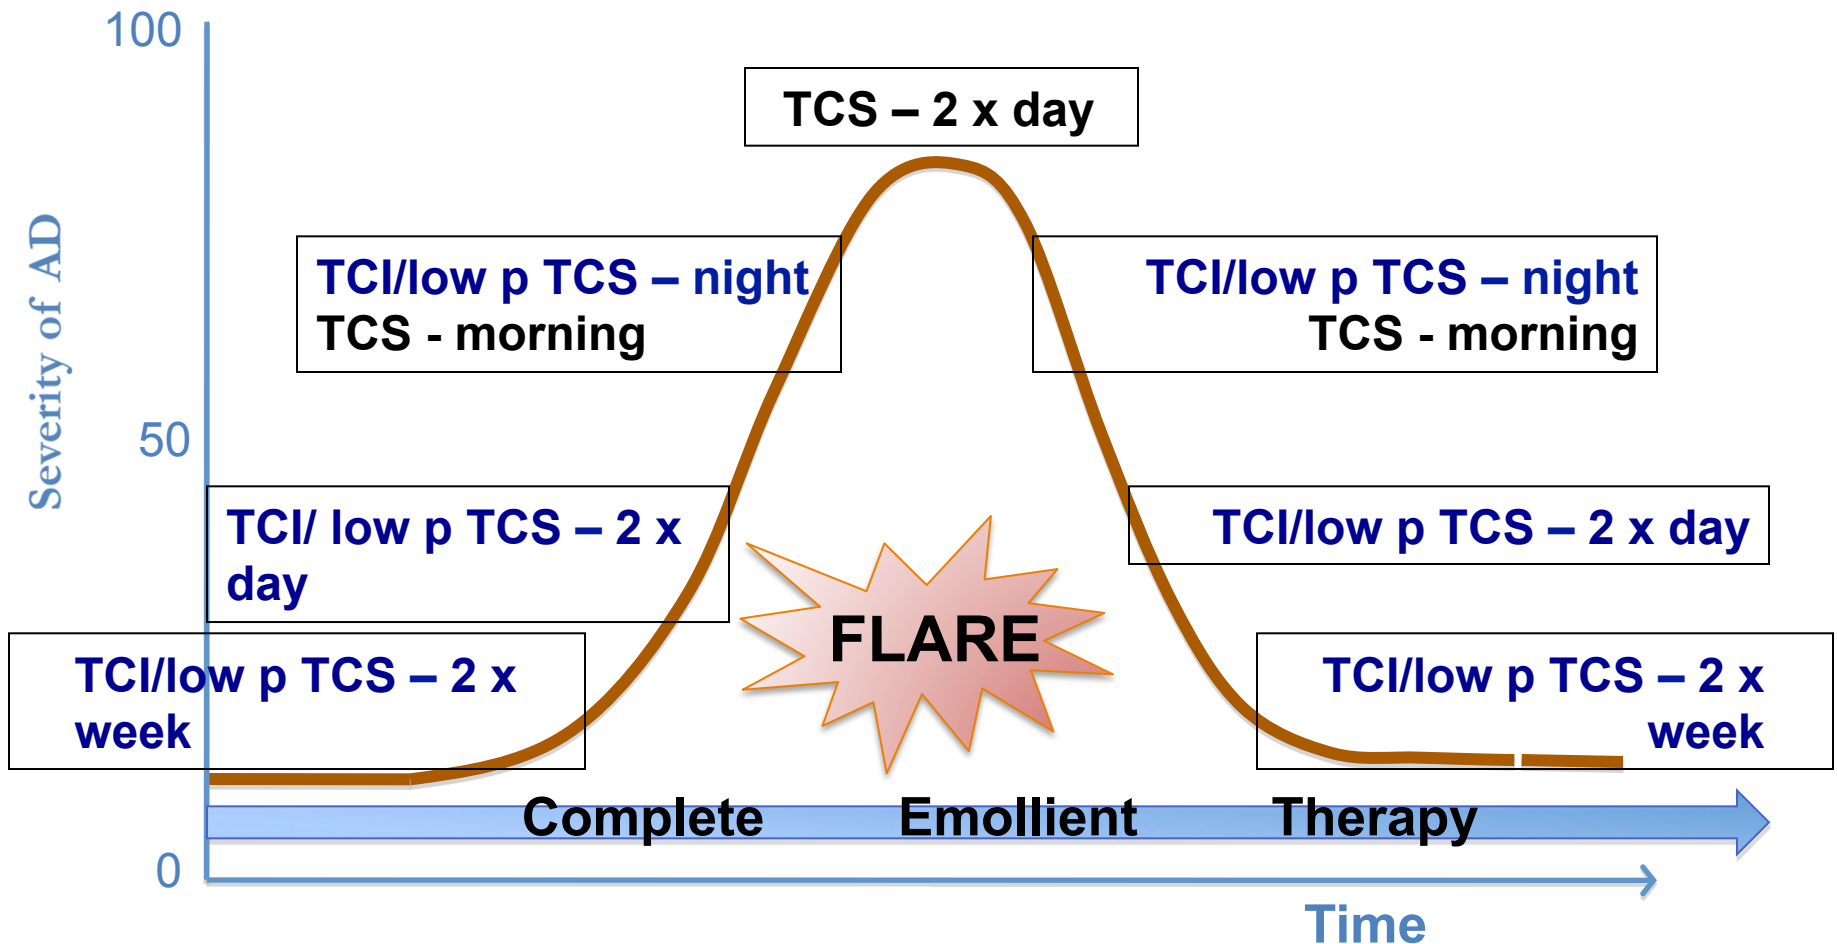 100
TCS – 2 x day
Severity of AD
TCI/low p TCS – night
TCS - morning
TCI/low p TCS – night
TCS - morning
50
TCI/ low p TCS – 2 x
day
TCI/low p TCS – 2 x day
FLARE
TCI/low p TCS – 2 x
week
TCI/low p TCS – 2 x
week
Complete Emollient Therapy
0
Time